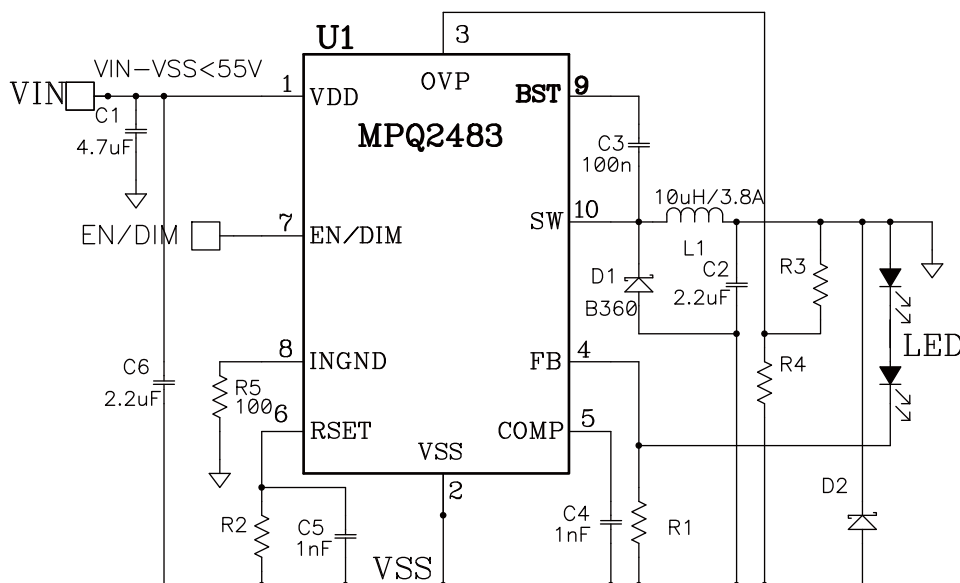 3
U1
VIN-VSS<55V
VIN
1
VDD
OVP
BST
9
C1
4.7uF
MPQ2483
C3
100n
10uH/3.8A
SW
10
EN/DIM
7
EN/DIM
L1
D1
B360
C2
2.2uF
R3
C6
2.2uF
8
INGND
FB
4
LED
R4
R5
100
6
RSET
COMP
5
VSS
2
D2
R2
C5
1nF
C4
1nF
R1
VSS